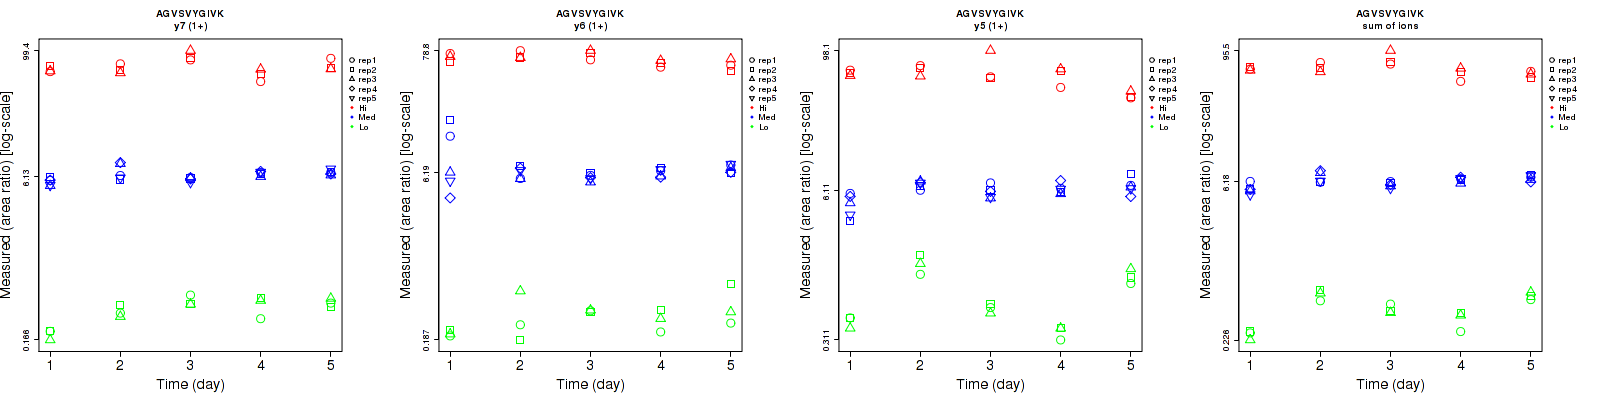 AGVSVYGIVK
y7 (1+)
Measured (area ratio) [log-scale]
99.4
6.13
0.166
1 2 3 4 5
Time (day)
rep1
rep2
rep3
rep4
rep5
Hi
Med
Lo
AGVSVYGIVK
y6 (1+)
Measured (area ratio) [log-scale]
78.8
6.19
0.187
1 2 3 4 5
Time (day)
rep1
rep2
rep3
rep4
rep5
Hi
Med
Lo
AGVSVYGIVK
y5 (1+)
Measured (area ratio) [log-scale]
98.1
6.11
0.311
1 2 3 4 5
Time (day)
rep1
rep2
rep3
rep4
rep5
Hi
Med
Lo
AGVSVYGIVK
sum of ions
Measured (area ratio) [log-scale]
95.5
6.18
0.226
1 2 3 4 5
Time (day)
rep1
rep2
rep3
rep4
rep5
Hi
Med
Lo